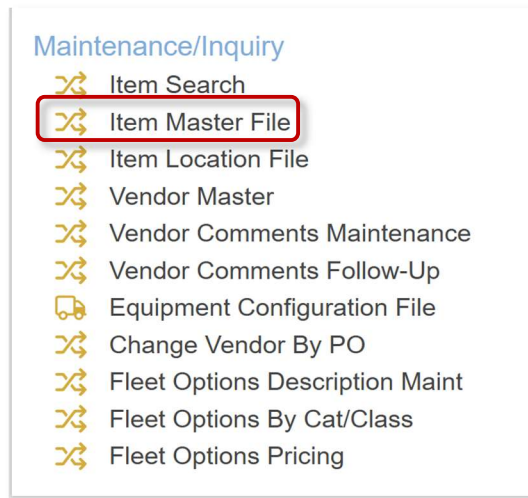 Maintenance/Inquiry
Item Search
Item Master File
Item Location File
Vendor Master
Vendor Comments Maintenance
Vendor Comments Follow-Up
Equipment Configuration File
Change Vendor By PO
Fleet Options Description Maint
Fleet Options By Cat/Class
Fleet Options Pricing